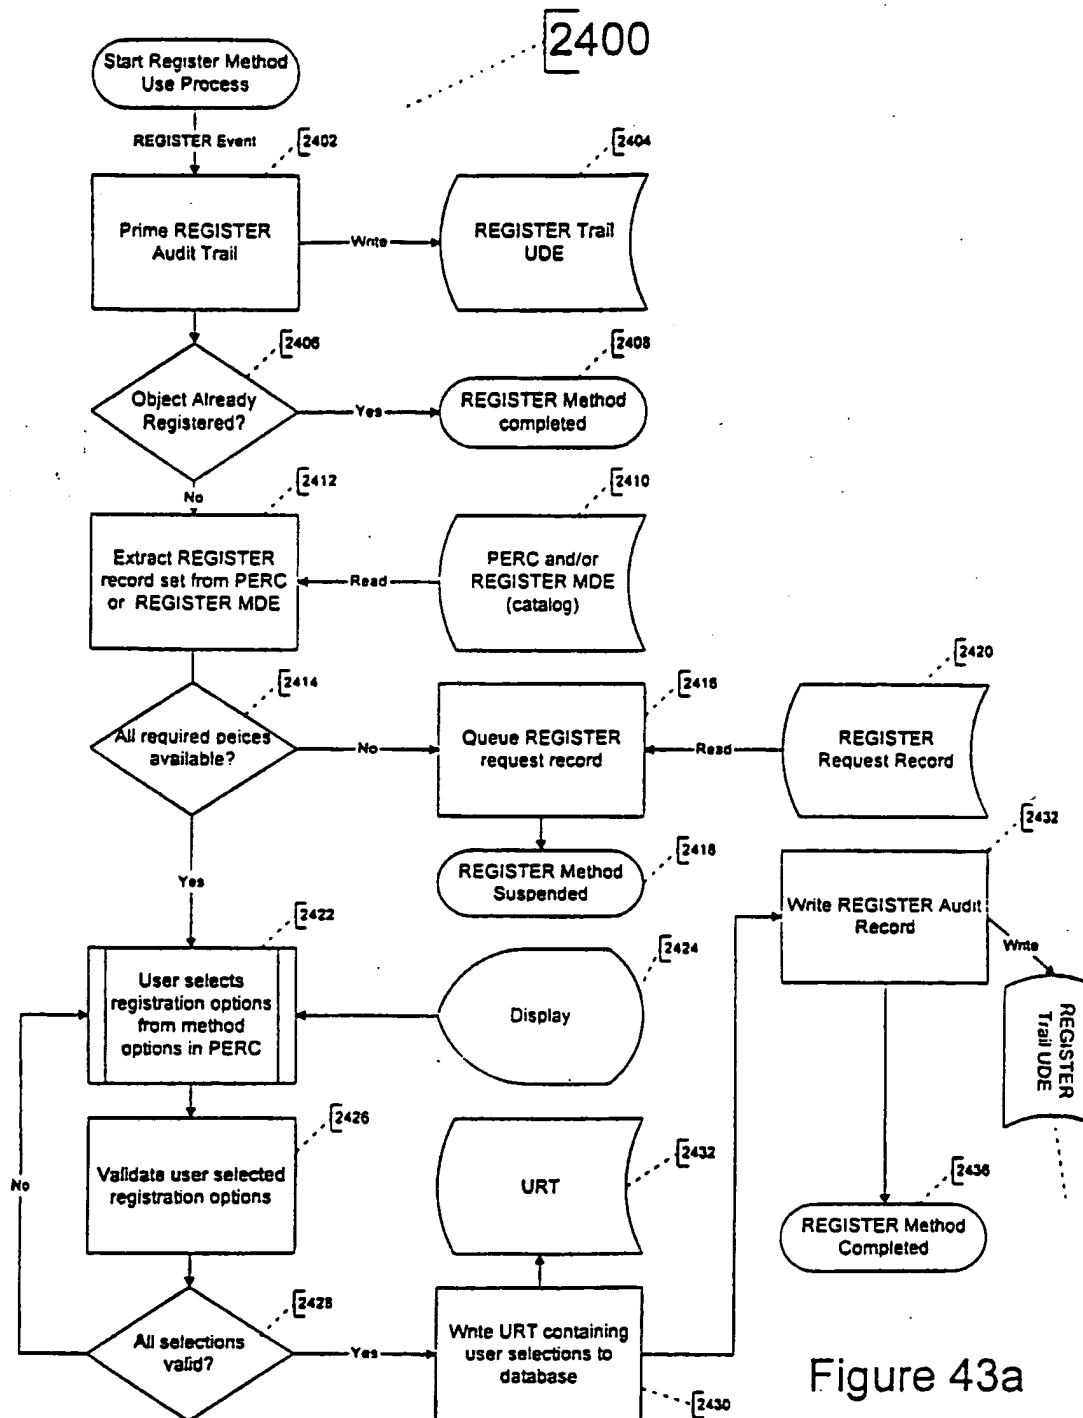 2400
Start Register Method
Use Process
REGISTER Event
2402
2404
Prime REGISTER
Audit Trail
Write
REGISTER Trail
UDE
2406
2408
Object Already
Registered?
Yes
REGISTER Method
completed
No
2412
2410
Extract REGISTER
record set from PERC
or REGISTER MDE
Read
PERC and/or
REGISTER MDE
(catalog)
2414
2416
2420
All required peices
available?
No
Queue REGISTER
request record
Read
REGISTER
Request Record
2418
REGISTER Method
Suspended
2432
Write REGISTER Audit
Record
Write
REGISTER
Trail UDE
Yes
2422
2424
User selects
registration options
from method
options in PERC
Display
2426
2432
Validate user selected
registration options
URT
No
2436
REGISTER Method
Completed
2428
All selections
valid?
Yes
Write URT containing
user selections to
database
2430
Figure 43a